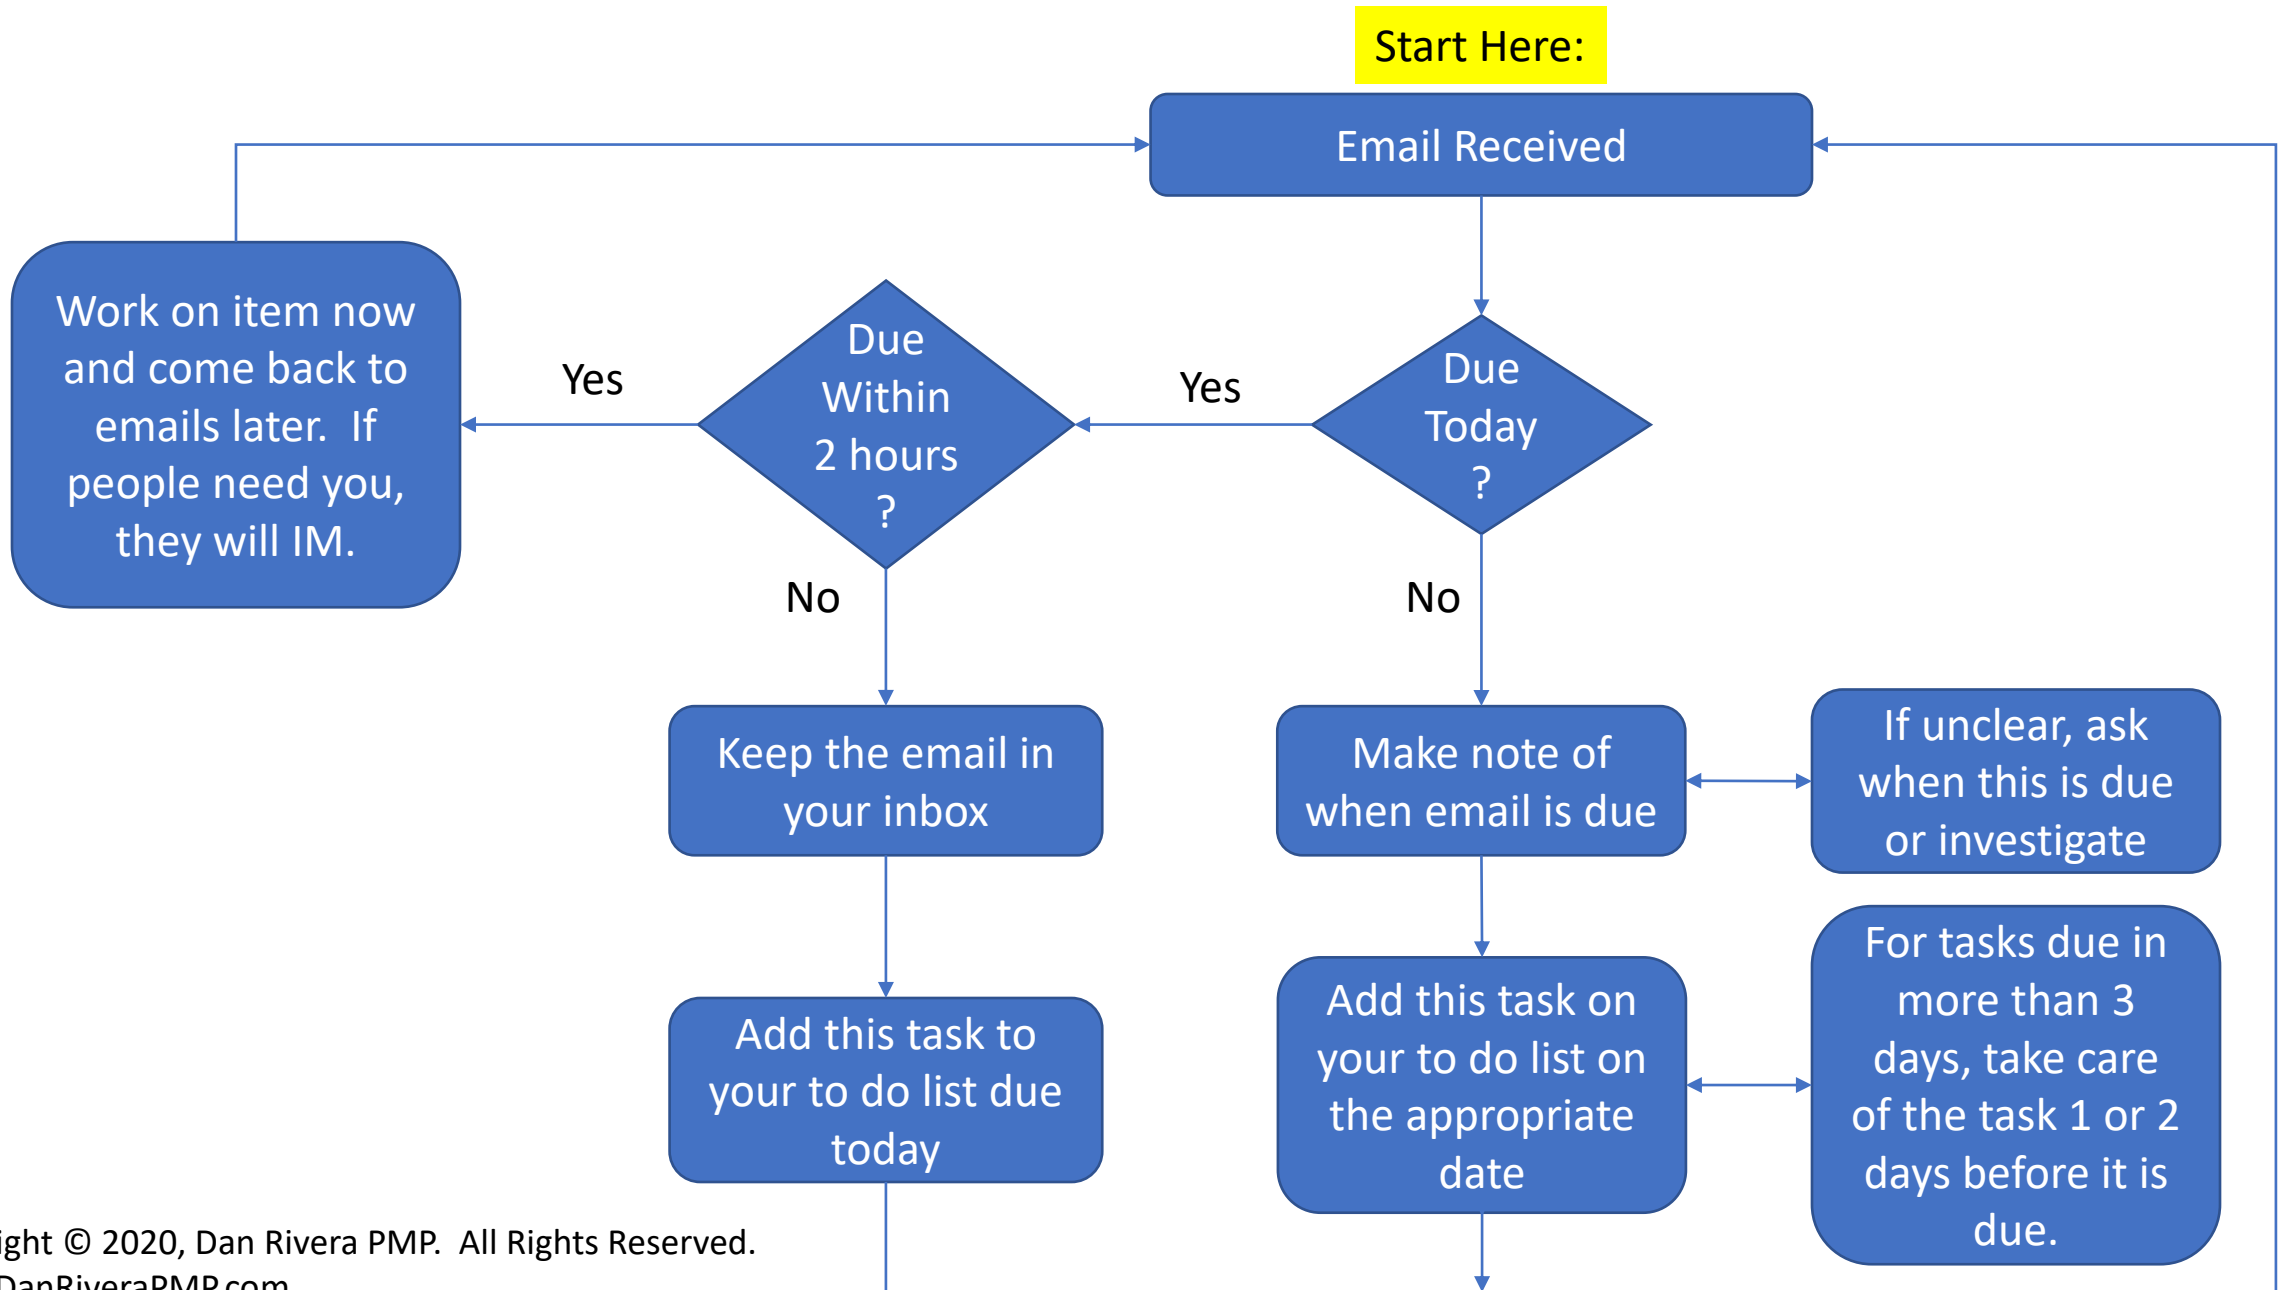 Start Here:
Email Received
Work on item now
and come back to
emails later.  If
people need you,
they will IM.
Yes
Due
Within
2 hours
?
Yes
Due
Today
?
No
No
Keep the email in
your inbox
Make note of
when email is due
If unclear, ask
when this is due
or investigate
Add this task to
your to do list due
today
Add this task on
your to do list on
the appropriate
date
For tasks due in
more than 3
days, take care
of the task 1 or 2
days before it is
due.
ight © 2020, Dan Rivera PMP.  All Rights Reserved.
DanRiveraPMP.com